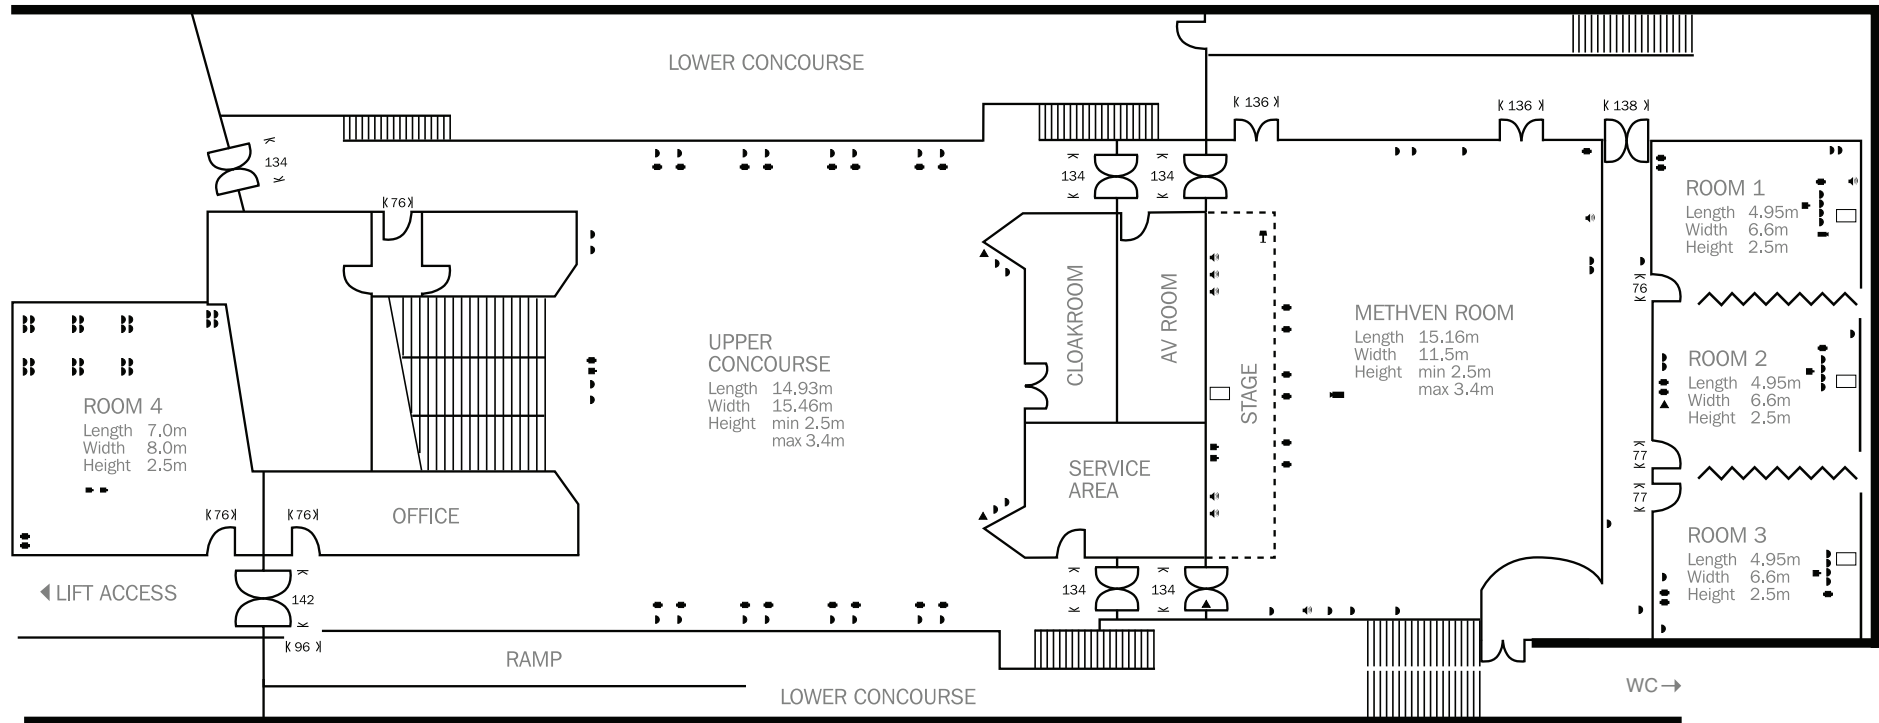 LOWER CONCOURSE
136
136
138
134
134
134
76
ROOM 1
Length 4.95m
Width 6.6m
Height 2.5m
76
CLOAKROOM
AV ROOM
STAGE
METHVEN ROOM
Length 15.16m
Width 11.5m
Height min 2.5m
max 3.4m
UPPER
CONCOURSE
Length 14.93m
Width 15.46m
Height min 2.5m
max 3.4m
ROOM 2
Length 4.95m
Width 6.6m
Height 2.5m
ROOM 4
Length 7.0m
Width 8.0m
Height 2.5m
77
77
SERVICE
AREA
76
76
OFFICE
ROOM 3
Length 4.95m
Width 6.6m
Height 2.5m
LIFT ACCESS
142
134
134
96
RAMP
LOWER CONCOURSE
WC